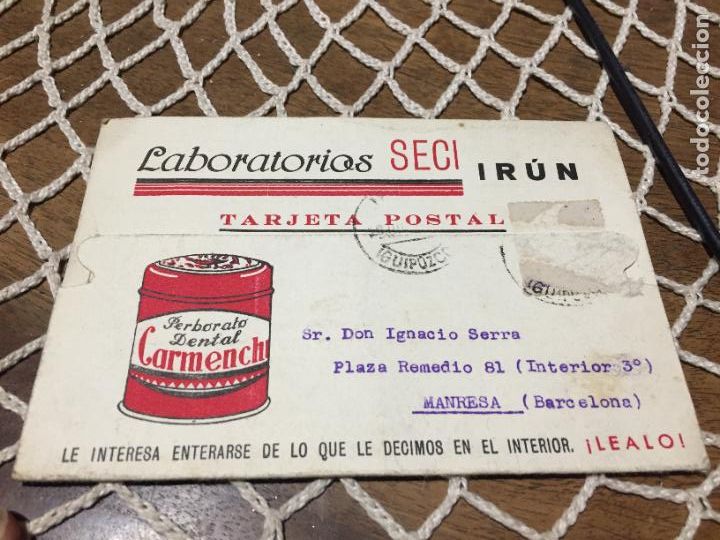 Laboratorios SECI IRÚN
TARJETA POSTAL
(GUIPUZCO
Perborato
Dental
Carmenchu
Sr. Don Ignacio Serra
Plaza Remedio 81 (Interior 3º)
MANRESA (Barcelona)
LE INTERESA ENTERARSE DE LO QUE LE DECIMOS EN EL INTERIOR. ¡LEALO!
todocoleccion